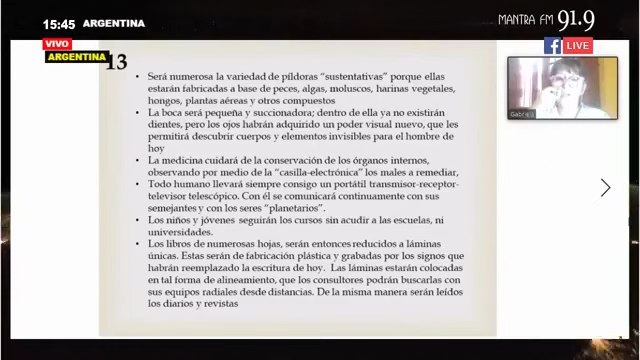 15:45 ARGENTINA
MANTRA FM 91.9
VIVO
LIVE
ARGENTINA
13
• Será numerosa la variedad de píldoras “sustentativas” porque ellas
estarán fabricadas a base de peces, algas, moluscos, harinas vegetales,
hongos, plantas aéreas y otros compuestos
• La boca será pequeña y succionadora; dentro de ella ya no existirán
dientes, pero los ojos habrán adquirido un poder visual nuevo, que les
permitirá descubrir cuerpos y elementos invisibles para el hombre de
hoy
• La medicina cuidará de la conservación de los órganos internos,
observando por medio de la “casilla-electrónica” los males a remediar,
• Todo humano llevará siempre consigo un portátil transmisor-receptor-
televisor telescópico. Con él se comunicará continuamente con sus
semejantes y con los seres “planetarios”.
• Los niños y jóvenes seguirán los cursos sin acudir a las escuelas, ni
universidades.
• Los libros de numerosas hojas, serán entonces reducidos a láminas
únicas. Estas serán de fabricación plástica y grabadas por los signos que
habrán reemplazado la escritura de hoy. Las láminas estarán colocadas
en tal forma de alineamiento, que los consultores podrán buscarlas con
sus equipos radiales desde distancias. De la misma manera serán leídos
los diarios y revistas